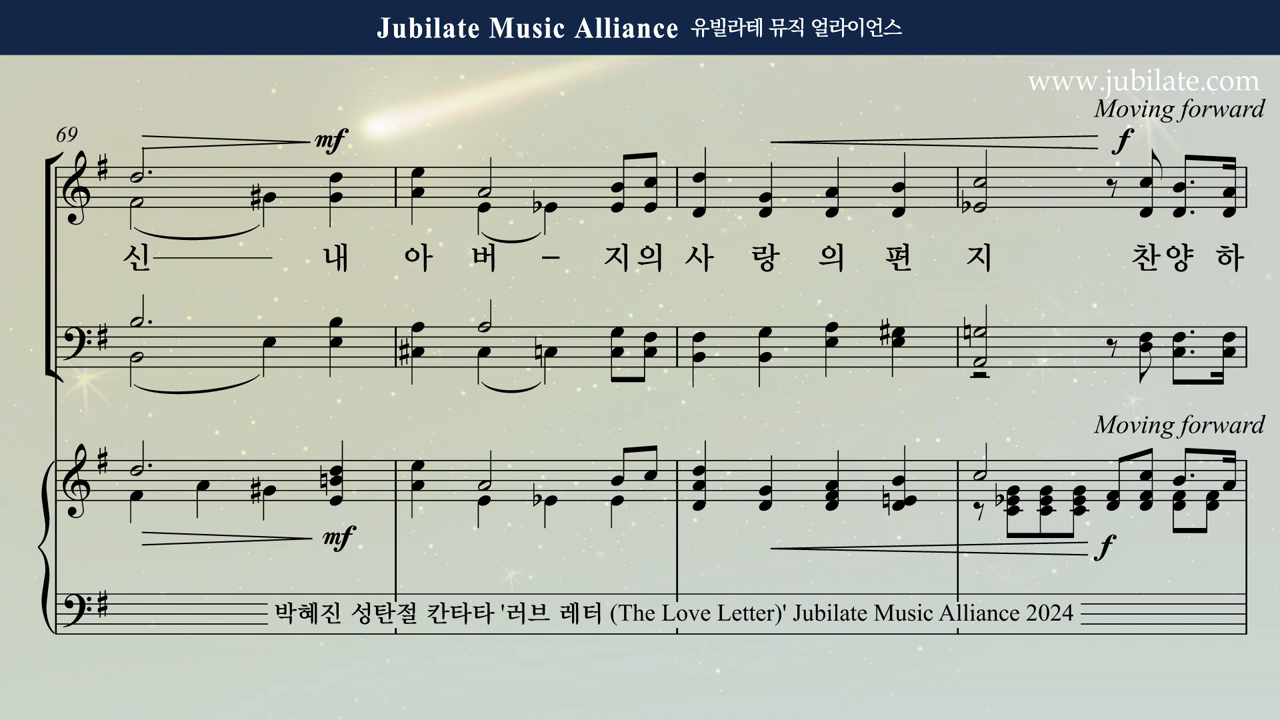 Jubilate Music Alliance 유빌라테 뮤직 얼라이언스
www.jubilate.com
Moving forward
69
mf
f
신 내 아 버 – 지의 사 랑 의 편 지 찬양 하
Moving forward
mf
f
박혜진 성탄절 칸타타 '러브 레터 (The Love Letter)' Jubilate Music Alliance 2024